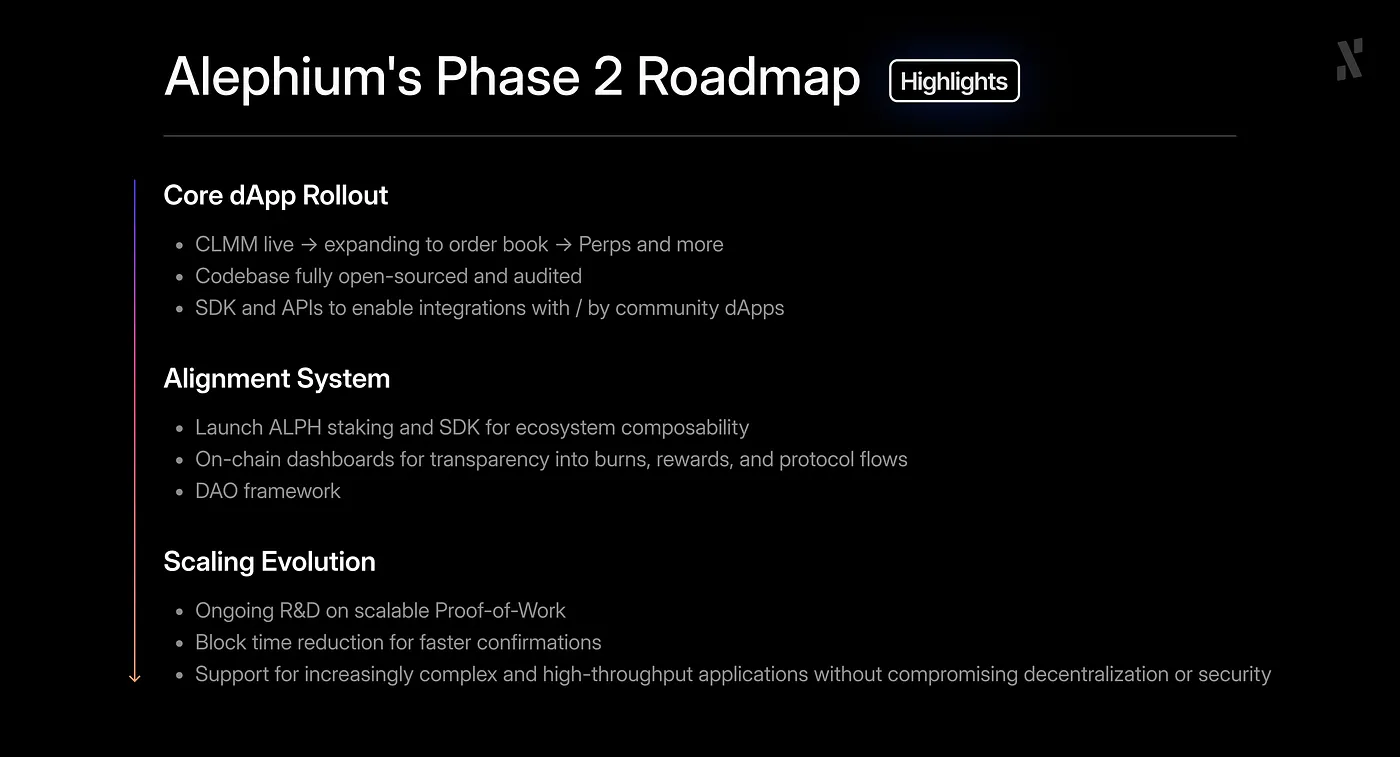 Alephium's Phase 2 Roadmap Highlights
Core dApp Rollout
• CLMM live → expanding to order book → Perps and more
• Codebase fully open-sourced and audited
• SDK and APIs to enable integrations with / by community dApps
Alignment System
• Launch ALPH staking and SDK for ecosystem composability
• On-chain dashboards for transparency into burns, rewards, and protocol flows
• DAO framework
Scaling Evolution
• Ongoing R&D on scalable Proof-of-Work
• Block time reduction for faster confirmations
• Support for increasingly complex and high-throughput applications without compromising decentralization or security